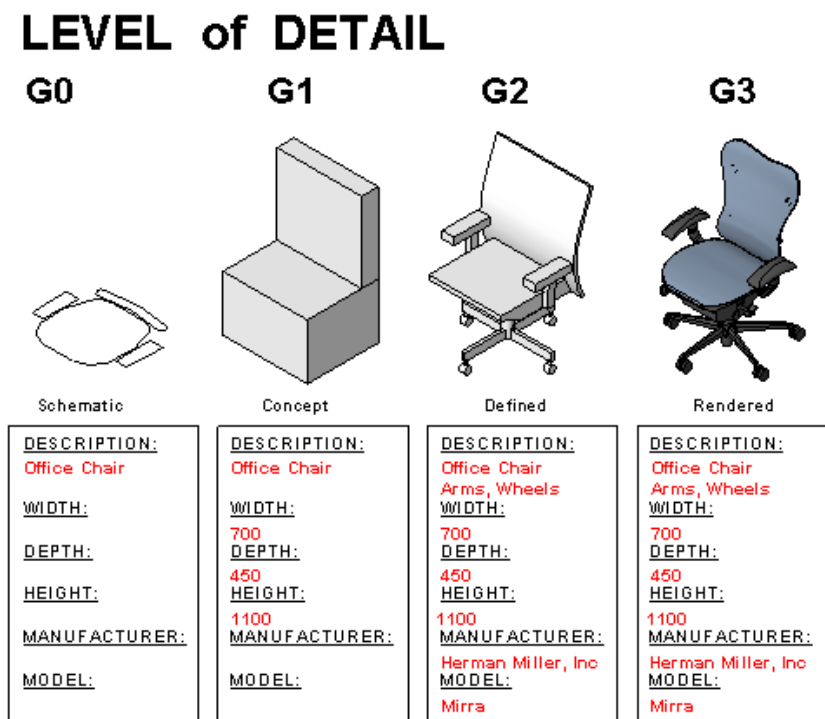 LEVEL of DETAIL
G0 G1 G2 G3
Schematic Concept Defined Rendered
DESCRIPTION:
Office Chair
WIDTH:
DEPTH:
HEIGHT:
MANUFACTURER:
MODEL:
DESCRIPTION:
Office Chair
WIDTH:
700
DEPTH:
450
HEIGHT:
1100
MANUFACTURER:
MODEL:
DESCRIPTION:
Office Chair
Arms, Wheels
WIDTH:
700
DEPTH:
450
HEIGHT:
1100
MANUFACTURER:
Herman Miller, Inc
MODEL:
Mirra
DESCRIPTION:
Office Chair
Arms, Wheels
WIDTH:
700
DEPTH:
450
HEIGHT:
1100
MANUFACTURER:
Herman Miller, Inc
MODEL:
Mirra